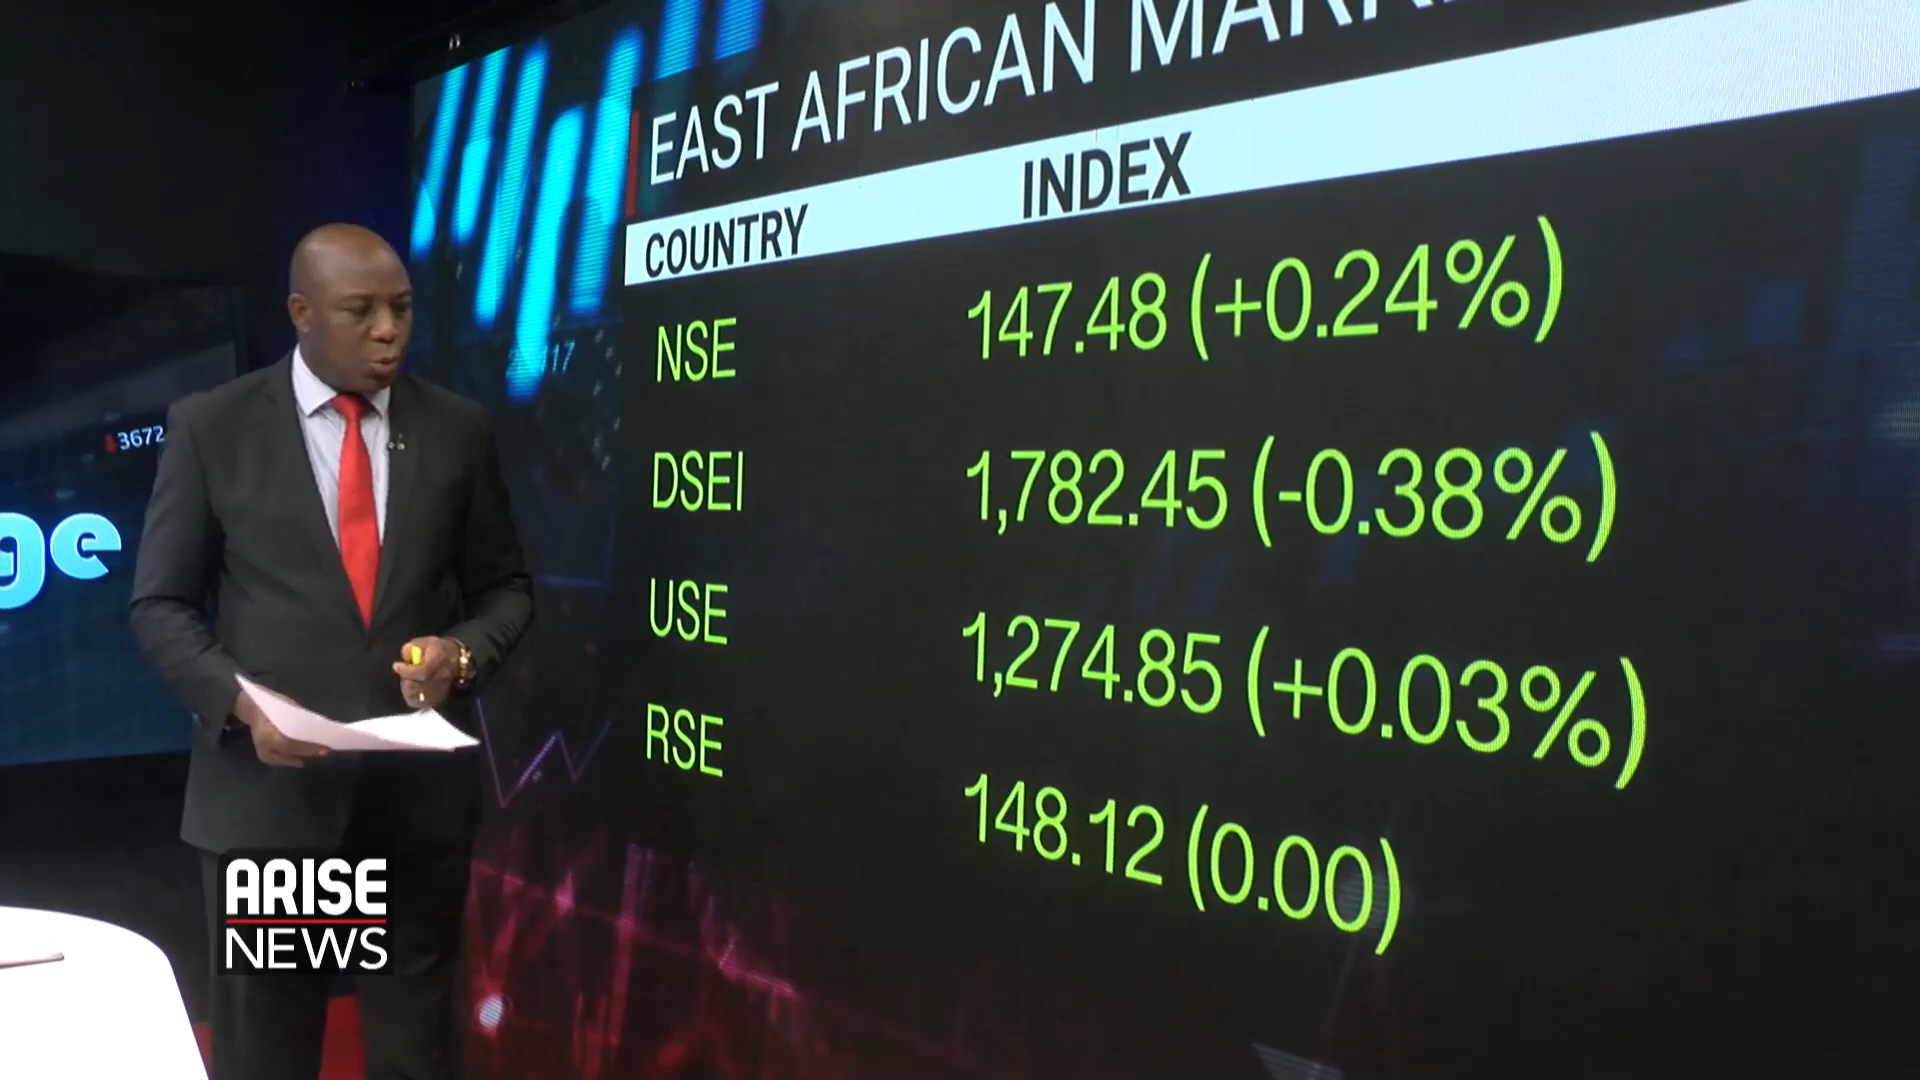 EAST AFRICAN
COUNTRY INDEX
NSE 147.48 (+0.24%)
DSEI 1,782.45 (-0.38%)
USE 1,274.85 (+0.03%)
RSE 148.12 (0.00)
3672
ge
ARISE
NEWS